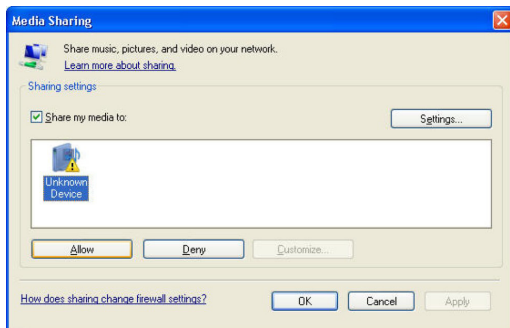 Media Sharing
Share music, pictures, and video on your network.
Learn more about sharing.
Sharing settings
Share my media to:
Settings...
Unknown
Device
Allow
Deny
Customize...
How does sharing change firewall settings?
OK
Cancel
Apply